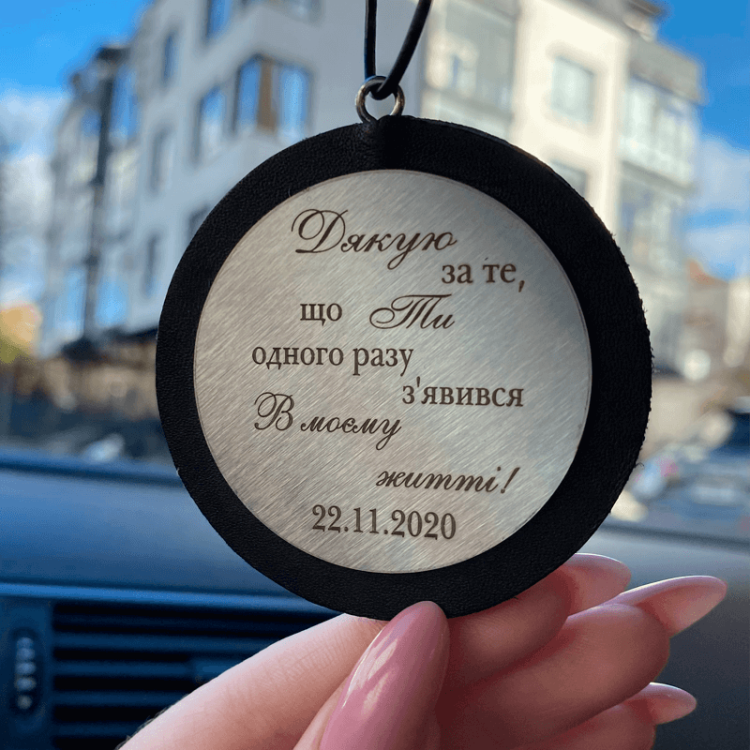 Дякую
за те,
що Ти
одного разу
з'явився
В моєму
житті!
22.11.2020